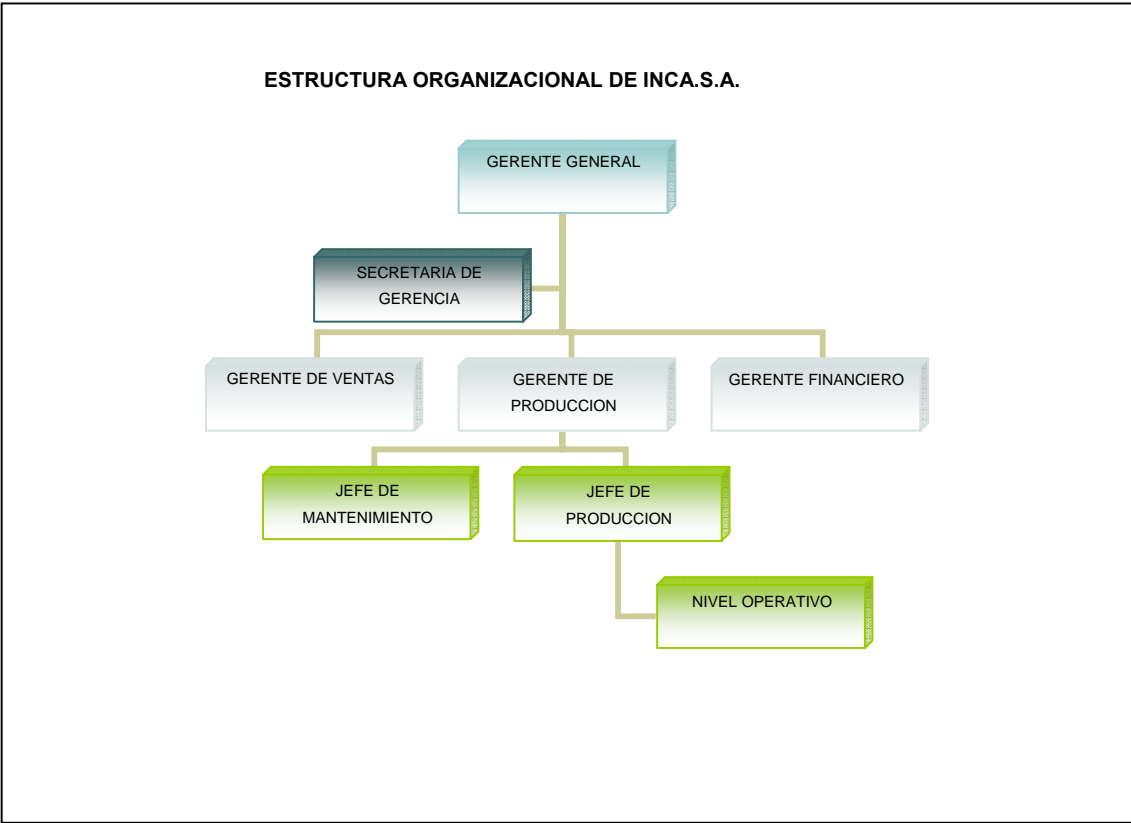 ESTRUCTURA ORGANIZACIONAL DE INCA.S.A.
GERENTE GENERAL
SECRETARIA DE
GERENCIA
GERENTE DE VENTAS
GERENTE DE
PRODUCCION
GERENTE FINANCIERO
JEFE DE
MANTENIMIENTO
JEFE DE
PRODUCCION
NIVEL OPERATIVO